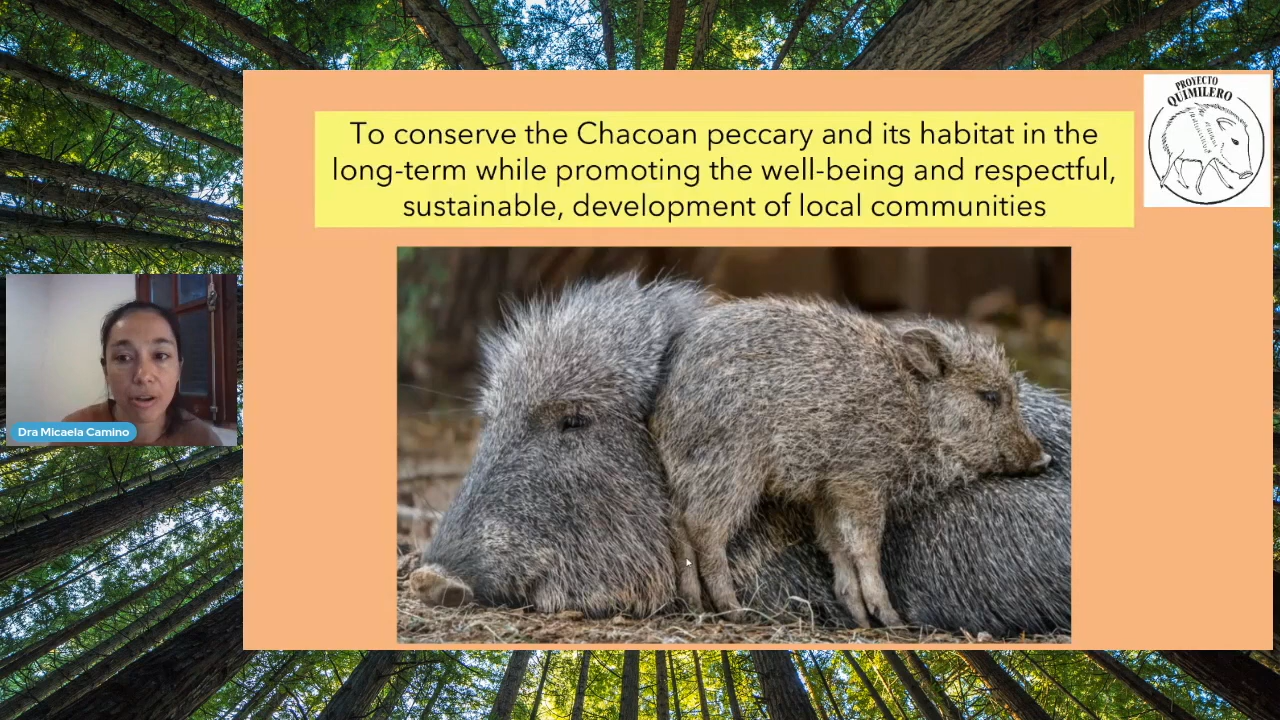 PROYECTO
QUIMILERO
To conserve the Chacoan peccary and its habitat in the
long-term while promoting the well-being and respectful,
sustainable, development of local communities
Dra Micaela Camino